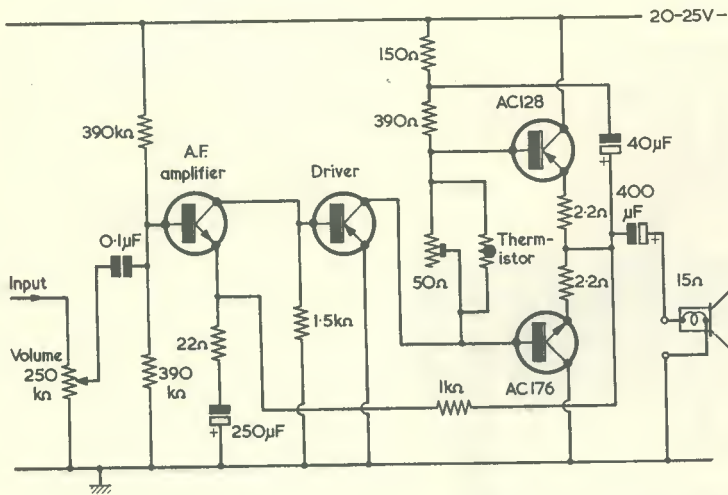 20-25V-
150Ω
390kΩ
390Ω
AC128
40μF
A.F.
amplifier
Driver
400
μF
2·2Ω
0·1μF
Therm-
istor
50Ω
2·2Ω
15Ω
Input
1·5kΩ
22Ω
Volume
250
kΩ
390
kΩ
1kΩ
AC176
250μF